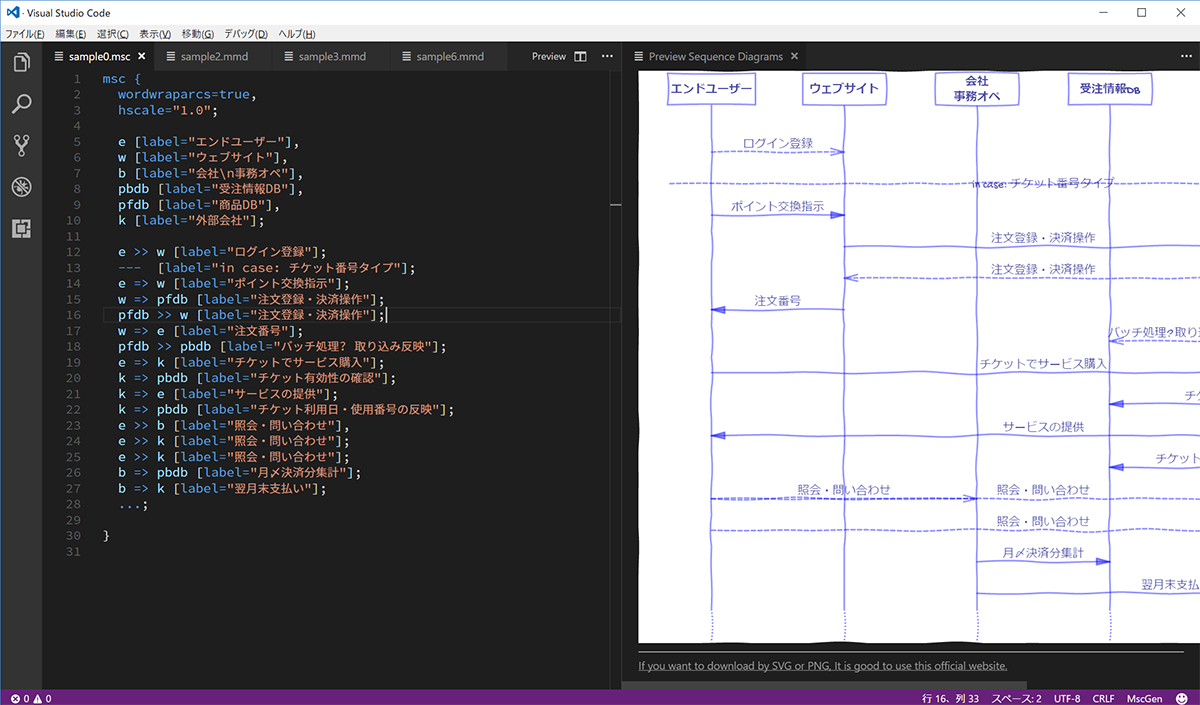 - Visual Studio Code
ファイル(F) 編集(E) 選択(C) 表示(V) 移動(G) デバッグ(D) ヘルプ(H)
sample0.msc sample2.mmd sample3.mmd sample6.mmd Preview
1 msc {
2 wordwraparcs=true,
3 hscale="1.0";
4
5 e [label="エンドユーザー"],
6 w [label="ウェブサイト"],
7 b [label="会社\n事務オペ"],
8 pbdb [label="受注情報DB"],
9 pfdb [label="商品DB"],
10 k [label="外部会社"];
11
12 e >> w [label="ログイン登録"];
13 --- [label="in case: チケット番号タイプ"];
14 e => w [label="ポイント交換指示"];
15 w => pfdb [label="注文登録・決済操作"];
16 pfdb >> w [label="注文登録・決済操作"];
17 w => e [label="注文番号"];
18 pfdb >> pbdb [label="バッチ処理? 取り込み反映"];
19 e => k [label="チケットでサービス購入"];
20 k => pbdb [label="チケット有効性の確認"];
21 k => e [label="サービスの提供"];
22 k => pbdb [label="チケット利用日・使用番号の反映"];
23 e >> b [label="照会・問い合わせ"],
24 e >> k [label="照会・問い合わせ"];
25 e >> k [label="照会・問い合わせ"];
26 b => pbdb [label="月〆決済分集計"];
27 b => k [label="翌月末支払い"];
28 ...;
29
30 }
31
Preview Sequence Diagrams
エンドユーザー ウェブサイト 会社 受注情報DB
事務オペ
ログイン登録
in case: チケット番号タイプ
ポイント交換指示
注文登録・決済操作
注文登録・決済操作
注文番号
バッチ処理?取り込
チケットでサービス購入
チケ
サービスの提供
チケット
照会・問い合わせ 照会・問い合わせ
照会・問い合わせ
月〆決済分集計
翌月末支払
If you want to download by SVG or PNG, It is good to use this official website.
0 0 行 16、列 33 スペース: 2 UTF-8 CRLF MscGen